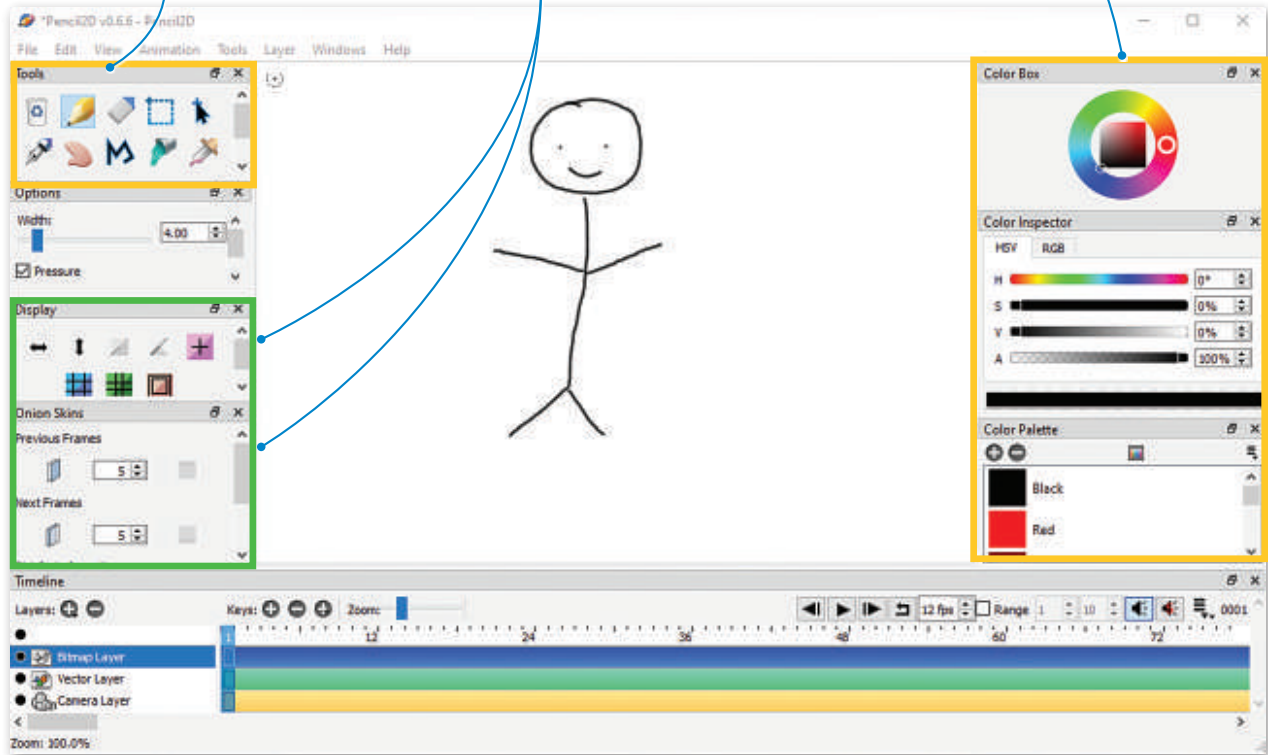 *Pencil2D v0.6.6 - Pencil2D
File Edit View Animation Tools Layer Windows Help
Tools
Options
Width:
4.00
Pressure
Display
Onion Skins
Previous Frames
5
Next Frames
5
Color Box
Color Inspector
HSV RGB
H 0°
S 0%
V 0%
A 100%
Color Palette
Black
Red
Timeline
Layers: Keys: Zoom: 12 fps Range 1 10 0001
1 12 24 36 48 60 72
Bitmap Layer
Vector Layer
Camera Layer
Zoom: 100.0%